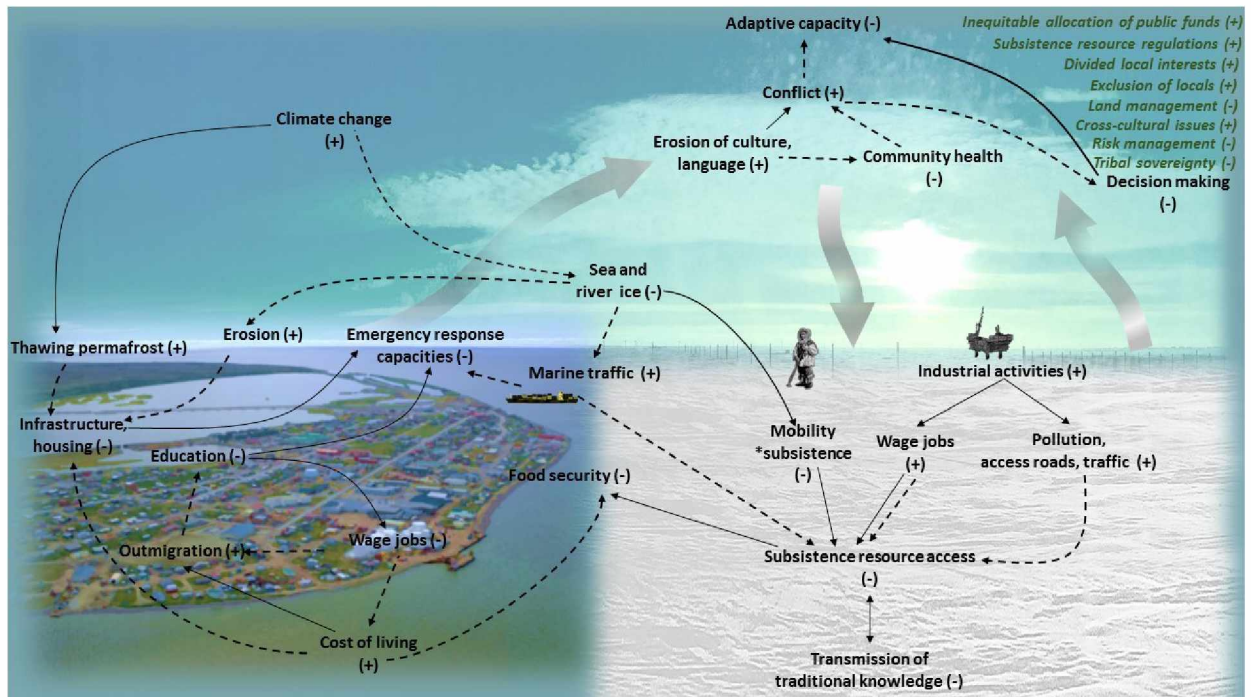 Adaptive capacity (-)
Inequitable allocation of public funds (+)
Subsistence resource regulations (+)
Divided local interests (+)
Exclusion of locals (+)
Land management (-)
Cross-cultural issues (+)
Risk management (-)
Tribal sovereignty (-)
Decision making
(-)
Conflict (+)
Climate change
(+)
Erosion of culture,
language (+)
Community health
(-)
Sea and
river ice (-)
Thawing permafrost (+)
Erosion (+)
Emergency response
capacities (-)
Marine traffic (+)
Industrial activities (+)
Infrastructure,
housing (-)
Education (-)
Food security (-)
Mobility
*subsistence
(-)
Wage jobs
(+)
Pollution,
access roads, traffic (+)
Outmigration (+)
Wage jobs (-)
Subsistence resource access
(-)
Cost of living
(+)
Transmission of
traditional knowledge (-)